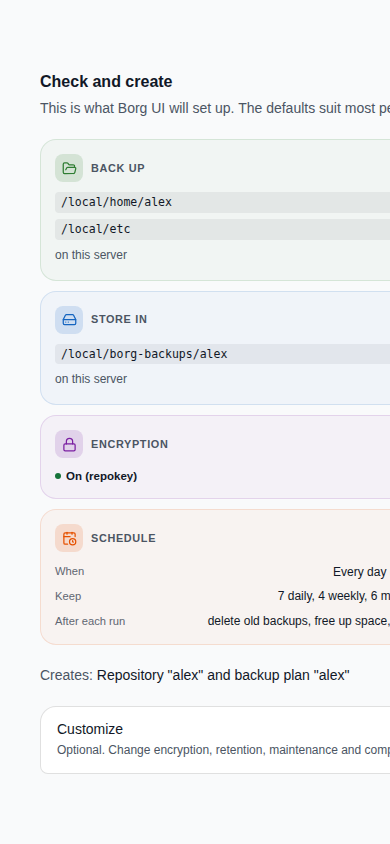 Check and create
This is what Borg UI will set up. The defaults suit most
BACK UP
/local/home/alex
/local/etc
on this server
STORE IN
/local/borg-backups/alex
on this server
ENCRYPTION
On (repokey)
SCHEDULE
When Every day
Keep 7 daily, 4 weekly, 6
After each run delete old backups, free up space,
Creates: Repository "alex" and backup plan "alex"
Customize
Optional. Change encryption, retention, maintenance and